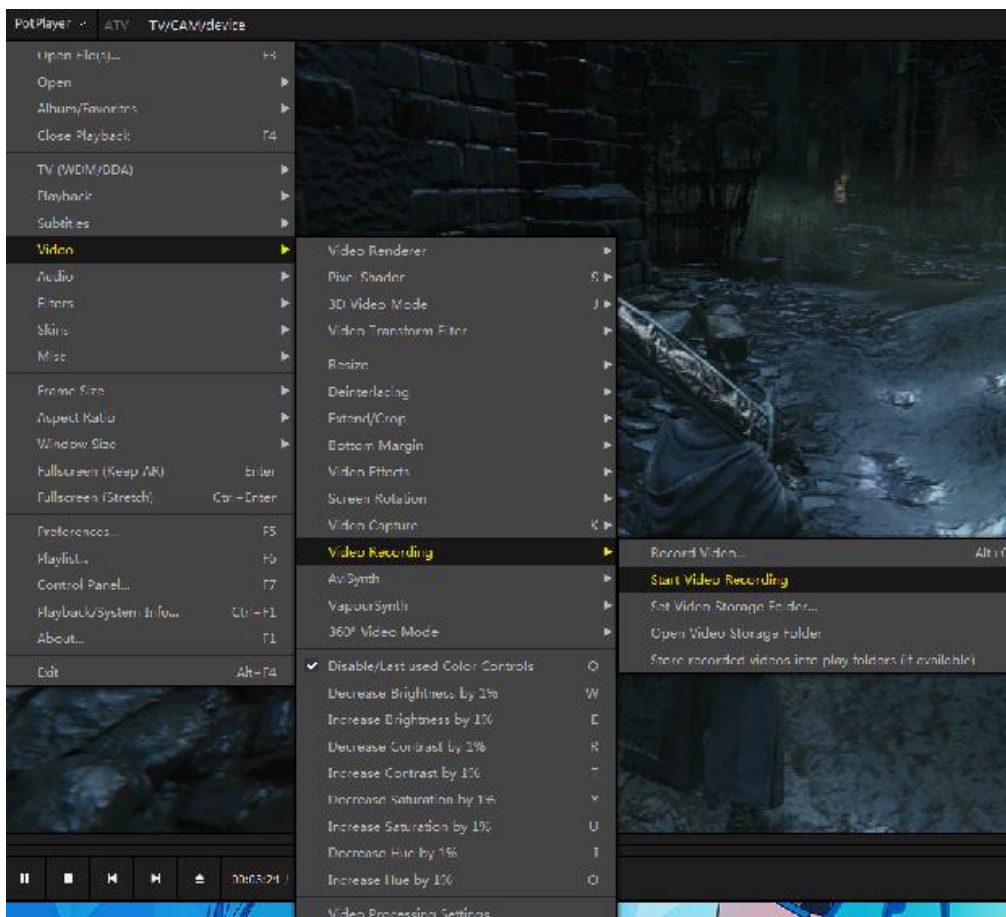 PotPlayer ATV TV/CAM/device
Open File(s)... F3
Open
Album/Favorites
Close Playback F4
TV (WDM/BDA)
Playback
Subtitles
Video
Audio
Filters
Skins
Misc
Frame Size
Aspect Ratio
Window Size
Fullscreen (Keep AR) Enter
Fullscreen (Stretch) Ctrl+Enter
Preferences... F5
Playlist... F6
Control Panel... F7
Playback/System Info... Ctrl+F1
About... F1
Exit Alt+F4
Video Renderer
Pixel Shader S
3D Video Mode J
Video Transform Filter
Resize
Deinterlacing
Extend/Crop
Bottom Margin
Video Effects
Screen Rotation
Video Capture K
Video Recording
AviSynth
VapourSynth
360° Video Mode
Disable/Last used Color Controls Q
Decrease Brightness by 1% W
Increase Brightness by 1% E
Decrease Contrast by 1% R
Increase Contrast by 1% T
Decrease Saturation by 1% Y
Increase Saturation by 1% U
Decrease Hue by 1% I
Increase Hue by 1% O
Video Processing Settings
Record Video...
Start Video Recording
Set Video Storage Folder...
Open Video Storage Folder
Store recorded videos into play folders (if available)
00:03:24 /